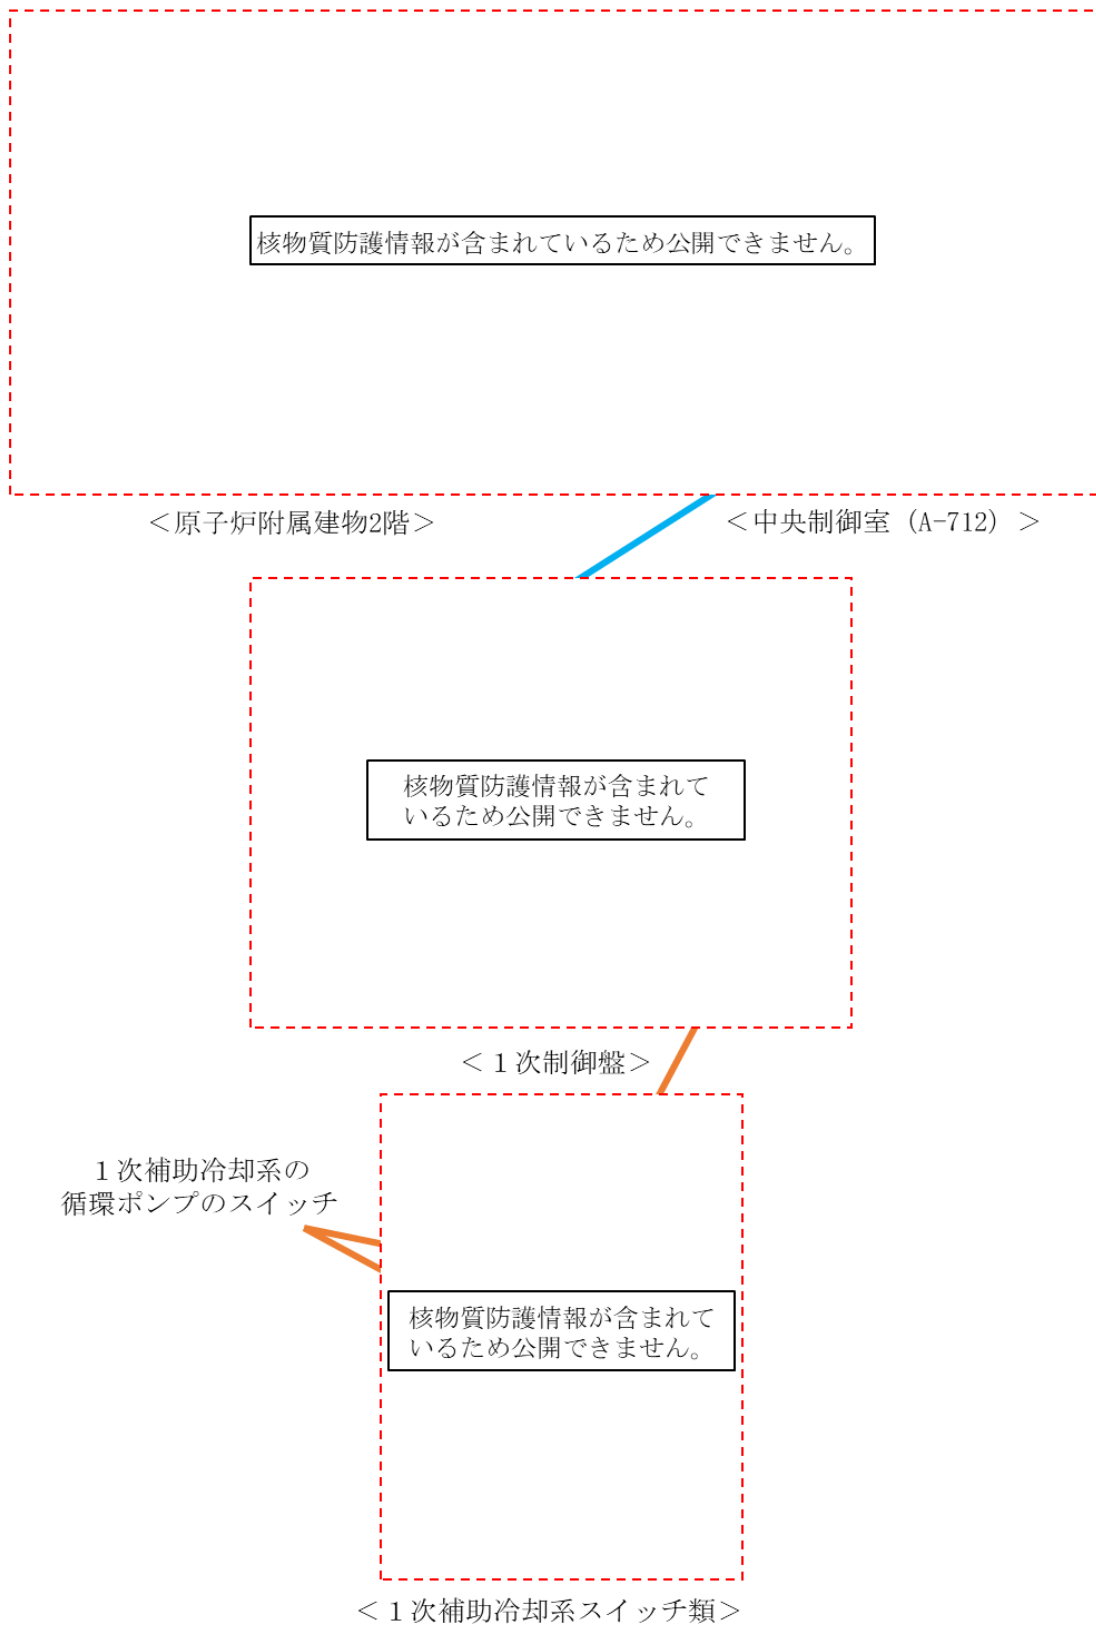 核物質防護情報が含まれているため公開できません。
＜原子炉附属建物2階＞
＜中央制御室（A-712）＞
核物質防護情報が含まれて
いるため公開できません。
＜１次制御盤＞
１次補助冷却系の
循環ポンプのスイッチ
核物質防護情報が含まれて
いるため公開できません。
＜１次補助冷却系スイッチ類＞